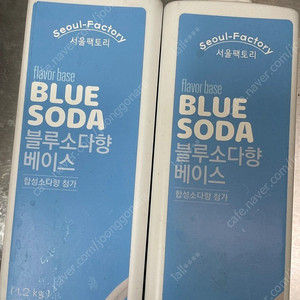 Seoul-Factory
서울팩토리
flavor base
BLUE
SODA
블루소다향
베이스
합성소다향 첨가
(1.2 kg)
Seoul-Factory
서울팩토리
flavor base
BLUE
SODA
블루소다향
베이스
합성소다향 첨가